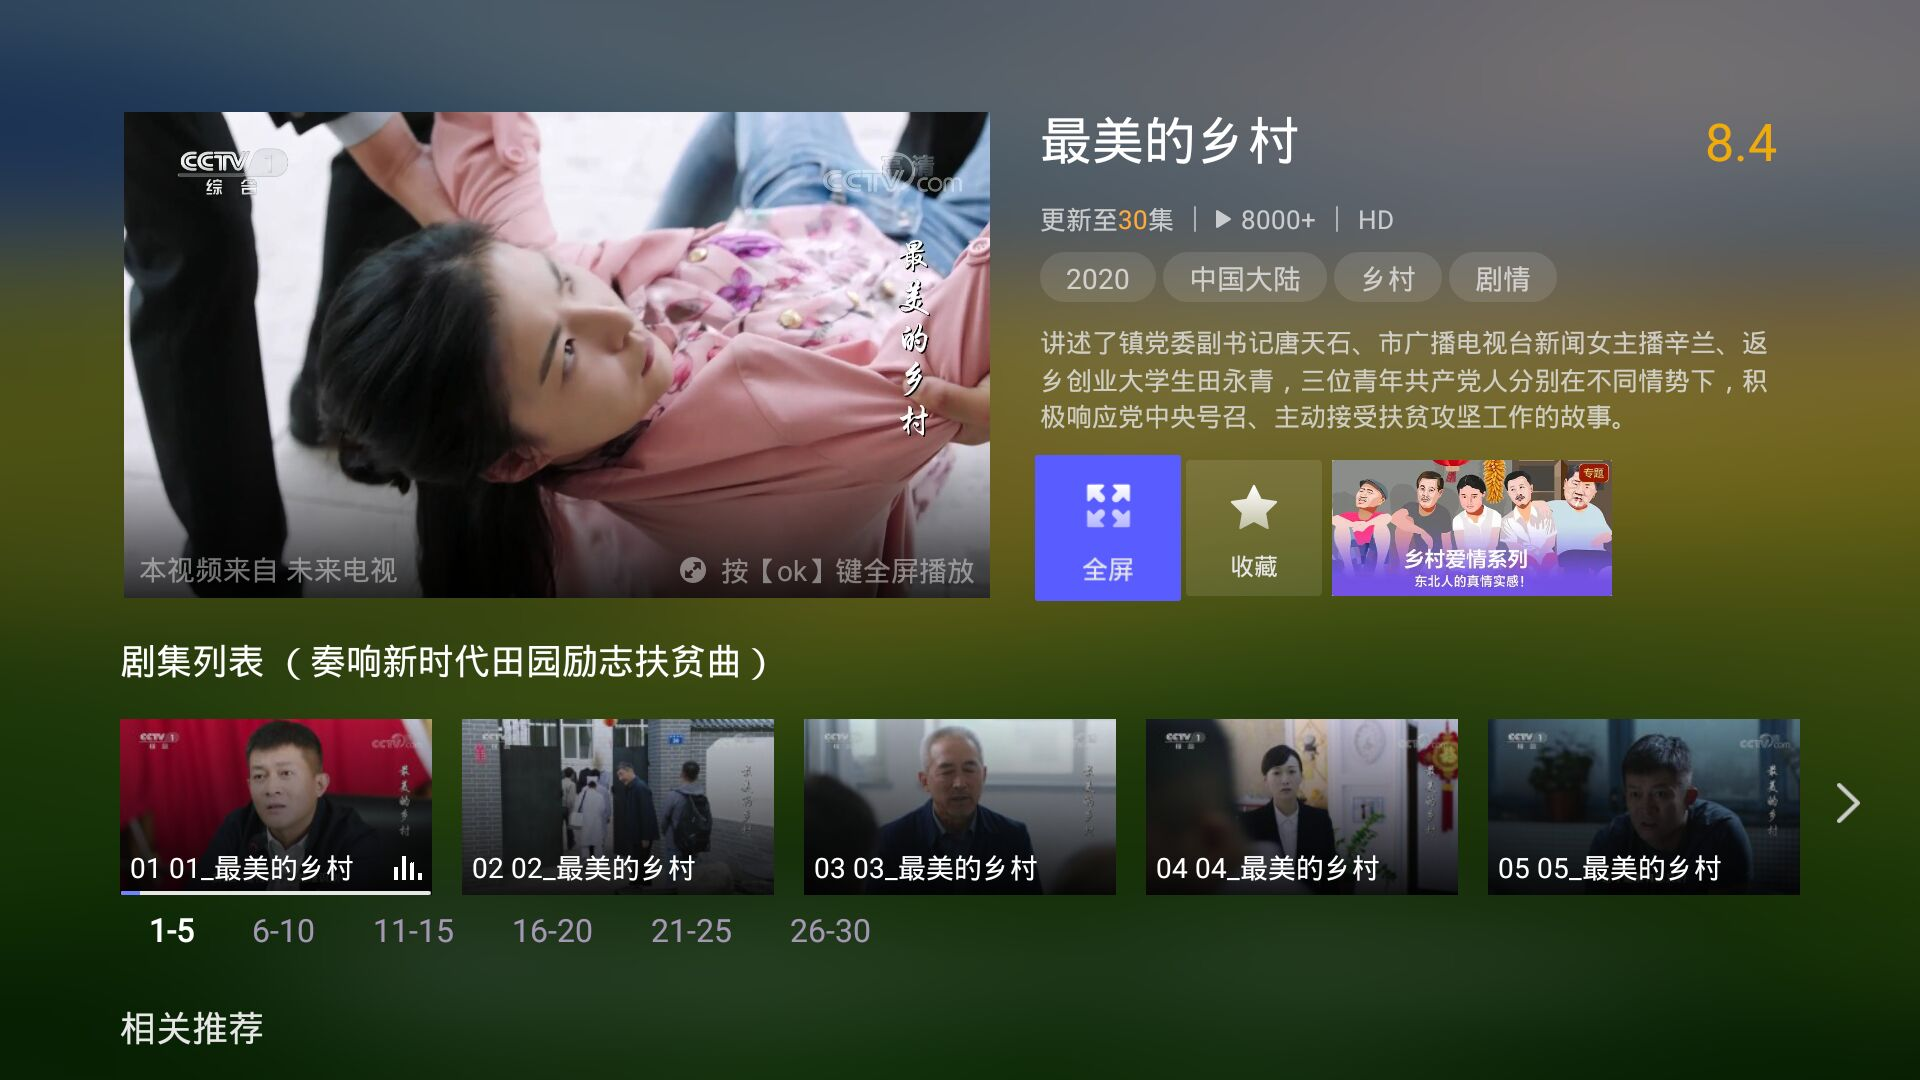 CCTV 1
综合
高清
CCTV com
最美的乡村
本视频来自 未来电视
按【ok】键全屏播放
最美的乡村
8.4
更新至30集
8000+
HD
2020
中国大陆
乡村
剧情
讲述了镇党委副书记唐天石、市广播电视台新闻女主播辛兰、返
乡创业大学生田永青，三位青年共产党人分别在不同情势下，积
极响应党中央号召、主动接受扶贫攻坚工作的故事。
全屏
收藏
专题
乡村爱情系列
东北人的真情实感！
剧集列表 （奏响新时代田园励志扶贫曲）
01 01_最美的乡村
02 02_最美的乡村
03 03_最美的乡村
04 04_最美的乡村
05 05_最美的乡村
1-5
6-10
11-15
16-20
21-25
26-30
相关推荐